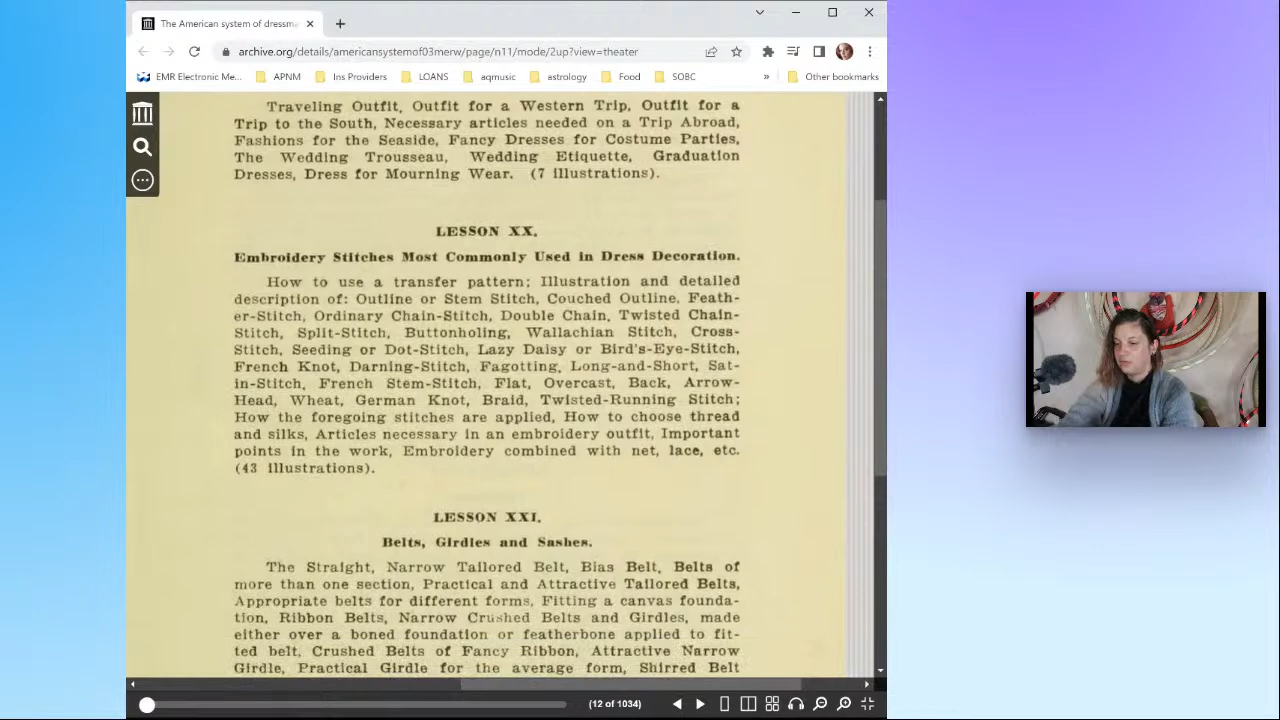 The American system of dressma
archive.org/details/americansystemof03merw/page/n11/mode/2up?view=theater
EMR Electronic Me... APNM Ins Providers LOANS aqmusic astrology Food SOBC » Other bookmarks
Traveling Outfit, Outfit for a Western Trip, Outfit for a
Trip to the South, Necessary articles needed on a Trip Abroad,
Fashions for the Seaside, Fancy Dresses for Costume Parties,
The Wedding Trousseau, Wedding Etiquette, Graduation
Dresses, Dress for Mourning Wear. (7 illustrations).
LESSON XX.
Embroidery Stitches Most Commonly Used in Dress Decoration.
How to use a transfer pattern; Illustration and detailed
description of: Outline or Stem Stitch, Couched Outline, Feath-
er-Stitch, Ordinary Chain-Stitch, Double Chain, Twisted Chain-
Stitch, Split-Stitch, Buttonholing, Wallachian Stitch, Cross-
Stitch, Seeding or Dot-Stitch, Lazy Daisy or Bird's-Eye-Stitch,
French Knot, Darning-Stitch, Fagotting, Long-and-Short, Sat-
in-Stitch, French Stem-Stitch, Flat, Overcast, Back, Arrow-
Head, Wheat, German Knot, Braid, Twisted-Running Stitch;
How the foregoing stitches are applied, How to choose thread
and silks, Articles necessary in an embroidery outfit, Important
points in the work, Embroidery combined with net, lace, etc.
(43 illustrations).
LESSON XXI.
Belts, Girdles and Sashes.
The Straight, Narrow Tailored Belt, Bias Belt, Belts of
more than one section, Practical and Attractive Tailored Belts,
Appropriate belts for different forms, Fitting a canvas founda-
tion, Ribbon Belts, Narrow Crushed Belts and Girdles, made
either over a boned foundation or featherbone applied to fit-
ted belt, Crushed Belts of Fancy Ribbon, Attractive Narrow
Girdle, Practical Girdle for the average form, Shirred Belt
(12 of 1034)